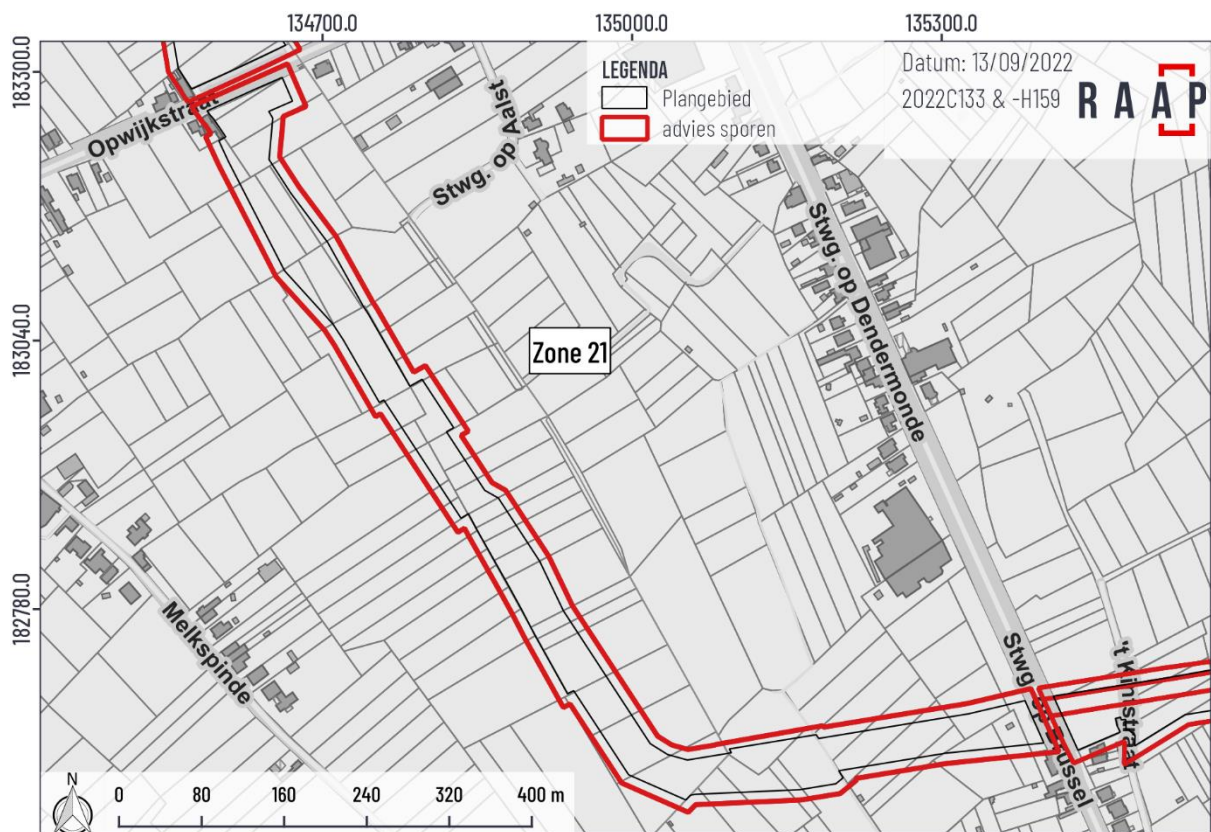 134700.0
135000.0
135300.0
183300.0
183040.0
182780.0
LEGENDA
Plangebied
advies sporen
Datum: 13/09/2022
2022C133 & -H159
RAAP
Opwijkstraat
Stwg. op Aalst
Stwg. op Dendermonde
Zone 21
Melkspinde
Stwg. op Brussel
't Kintstraat
N
0 80 160 240 320 400 m